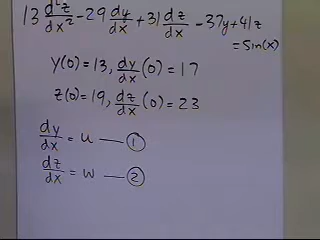 13 d²z/dx² - 29 dy/dx + 31 dz/dx - 37y + 41z
= Sin(x)
y(0) = 13, dy/dx (0) = 17
z(0) = 19, dz/dx (0) = 23
dy/dx = u — ①
dz/dx = w — ②